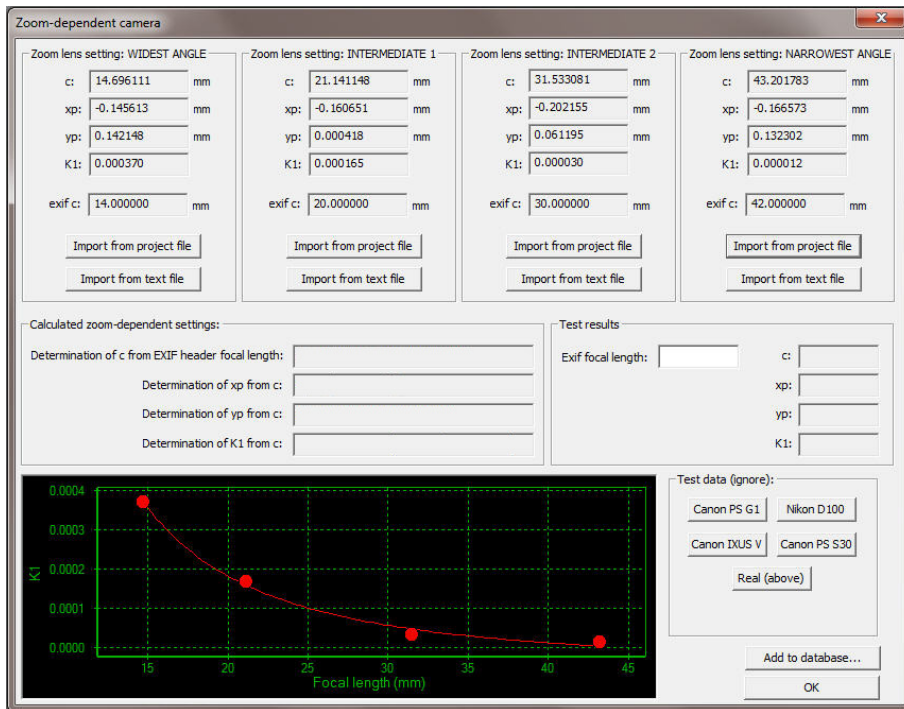 Zoom-dependent camera
X
Zoom lens setting: WIDEST ANGLE
c: 14.696111 mm
xp: -0.145613 mm
yp: 0.142148 mm
K1: 0.000370
exif c: 14.000000 mm
Import from project file
Import from text file
Zoom lens setting: INTERMEDIATE 1
c: 21.141148 mm
xp: -0.160651 mm
yp: 0.000418 mm
K1: 0.000165
exif c: 20.000000 mm
Import from project file
Import from text file
Zoom lens setting: INTERMEDIATE 2
c: 31.533081 mm
xp: -0.202155 mm
yp: 0.061195 mm
K1: 0.000030
exif c: 30.000000 mm
Import from project file
Import from text file
Zoom lens setting: NARROWEST ANGLE
c: 43.201783 mm
xp: -0.166573 mm
yp: 0.132302 mm
K1: 0.000012
exif c: 42.000000 mm
Import from project file
Import from text file
Calculated zoom-dependent settings:
Determination of c from EXIF header focal length:
Determination of xp from c:
Determination of yp from c:
Determination of K1 from c:
Test results
Exif focal length:
c:
xp:
yp:
K1:
0.0004
0.0003
0.0002
0.0001
0.0000
K1
15 20 25 30 35 40 45
Focal length (mm)
Test data (ignore):
Canon PS G1 Nikon D100
Canon IXUS V Canon PS S30
Real (above)
Add to database...
OK